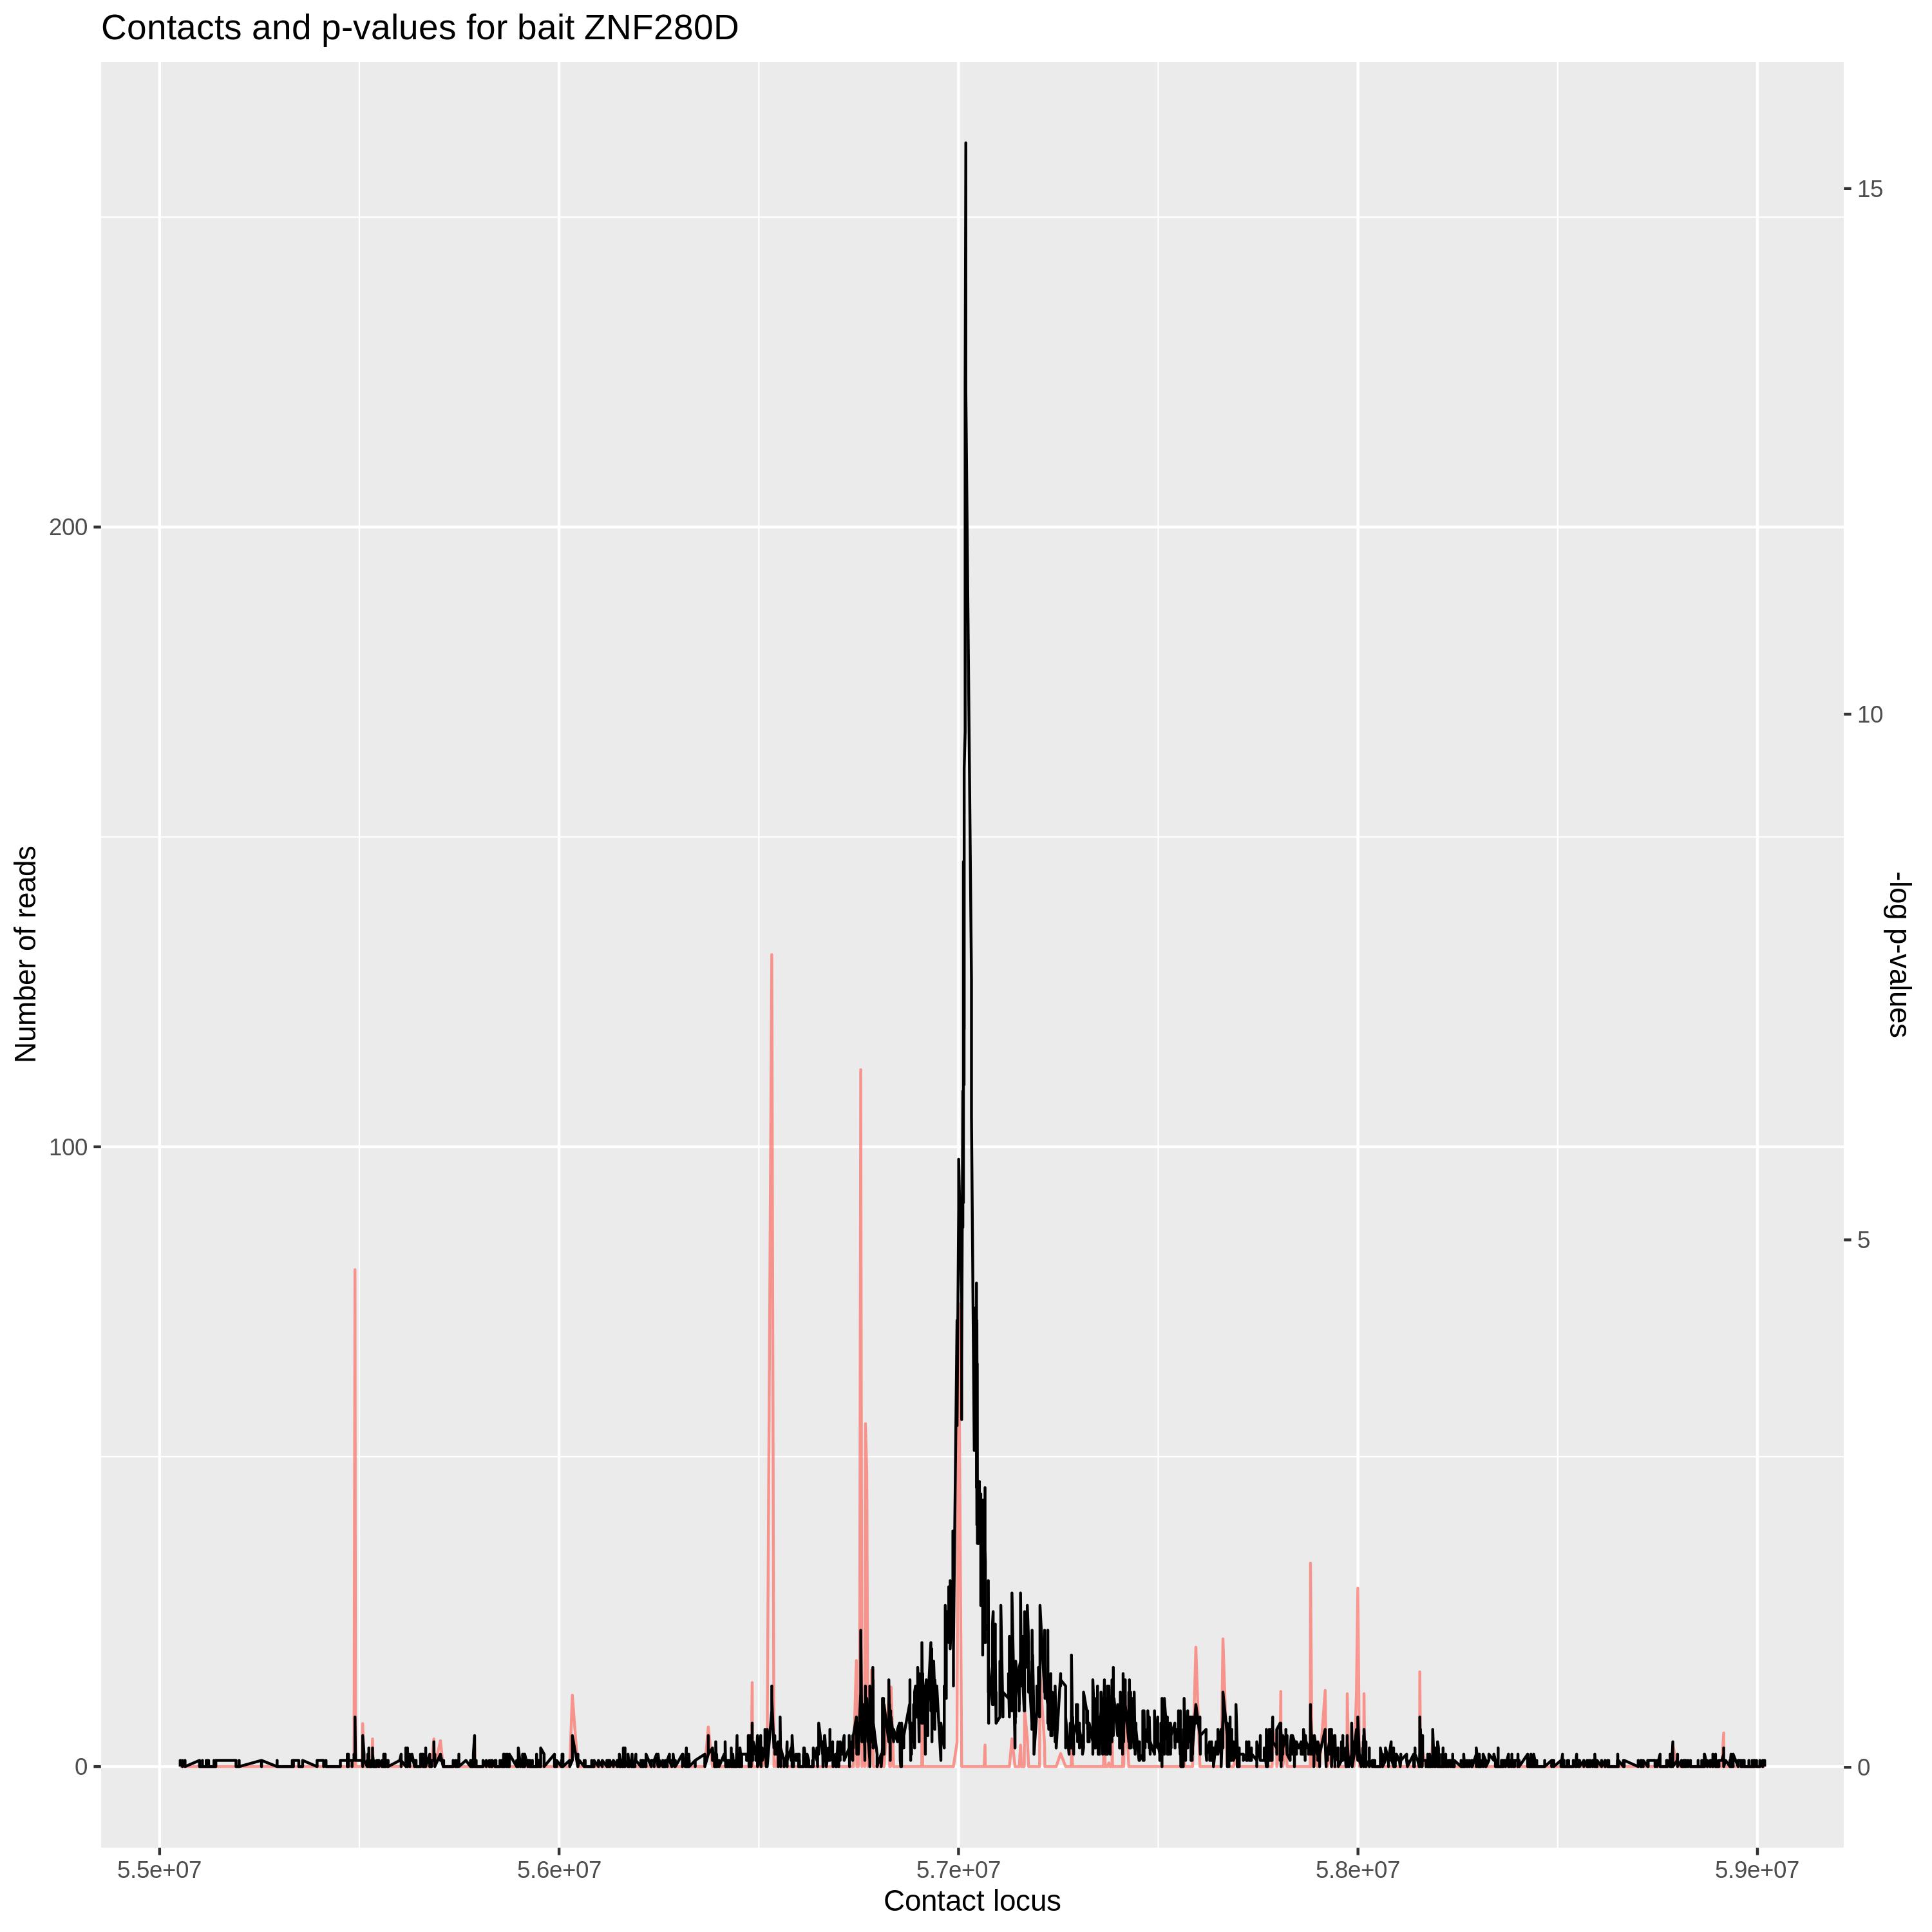 Contacts and p-values for bait ZNF280D
Number of reads
200
100
0
15
10
5
0
-log p-values
5.5e+07
5.6e+07
5.7e+07
5.8e+07
5.9e+07
Contact locus